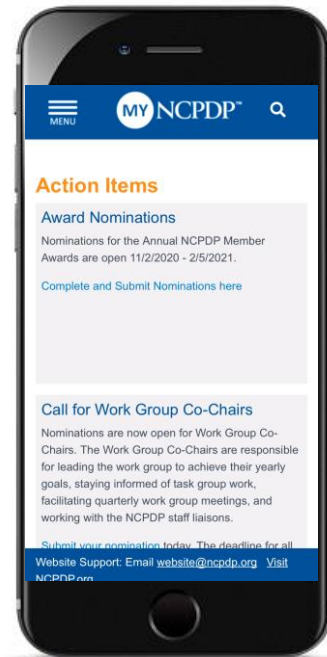 MENU
MY NCPDP™
Action Items
Award Nominations
Nominations for the Annual NCPDP Member
Awards are open 11/2/2020 - 2/5/2021.
Complete and Submit Nominations here
Call for Work Group Co-Chairs
Nominations are now open for Work Group Co-
Chairs. The Work Group Co-Chairs are responsible
for leading the work group to achieve their yearly
goals, staying informed of task group work,
facilitating quarterly work group meetings, and
working with the NCPDP staff liaisons.
Submit your nomination today. The deadline for all
Website Support: Email website@ncpdp.org Visit
NCPDP.org